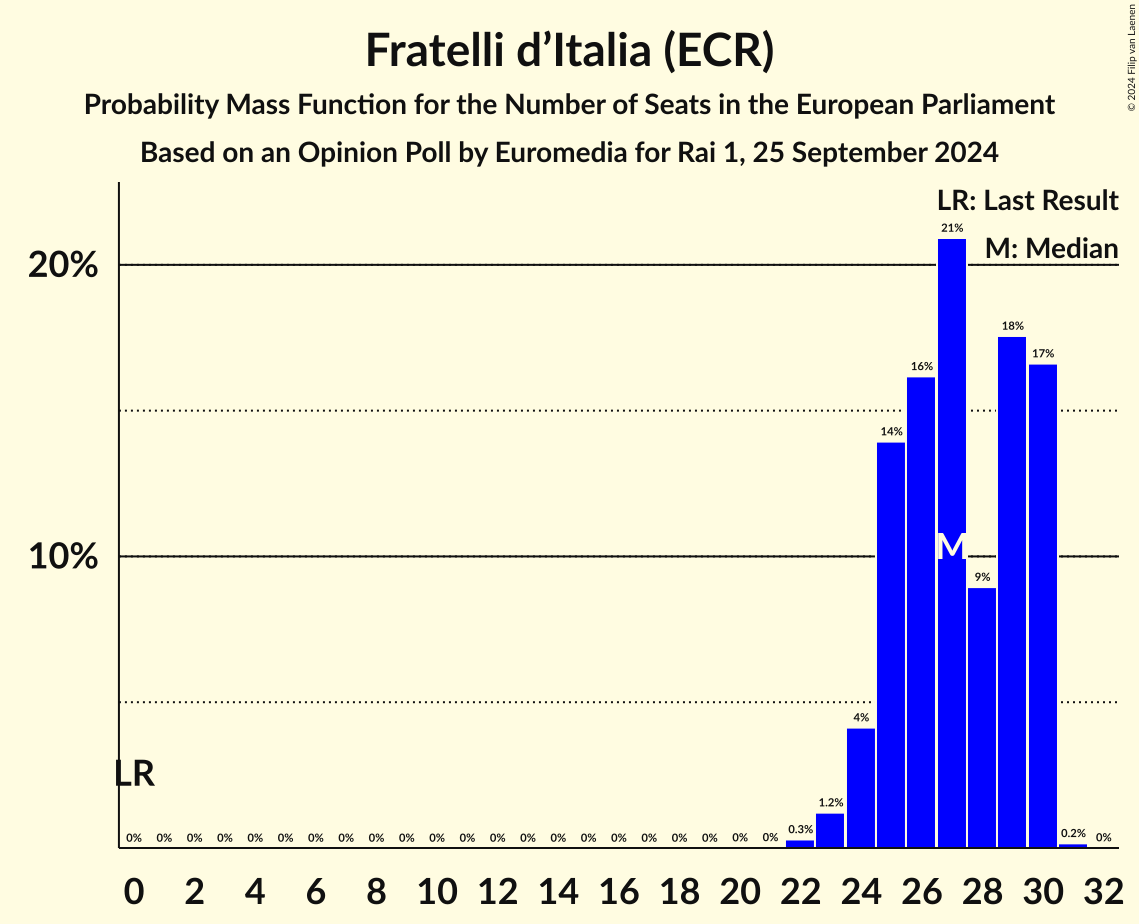 Fratelli d’Italia (ECR)
Probability Mass Function for the Number of Seats in the European Parliament
Based on an Opinion Poll by Euromedia for Rai 1, 25 September 2024
© 2024 Filip van Laenen
LR: Last Result
M: Median
20%
10%
LR
M
0% 0% 0% 0% 0% 0% 0% 0% 0% 0% 0% 0% 0% 0% 0% 0% 0% 0% 0% 0% 0% 0% 0.3% 1.2% 4% 14% 16% 21% 9% 18% 17% 0.2% 0%
0 2 4 6 8 10 12 14 16 18 20 22 24 26 28 30 32